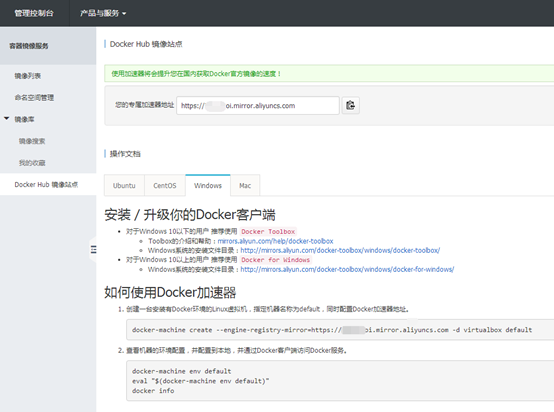 管理控制台 产品与服务
容器镜像服务
镜像列表
命名空间管理
镜像库
镜像搜索
我的收藏
Docker Hub 镜像站点
Docker Hub 镜像站点
使用加速器将会提升您在国内获取Docker官方镜像的速度！
您的专属加速器地址 https:// oi.mirror.aliyuncs.com
操作文档
Ubuntu CentOS Windows Mac
安装 / 升级你的Docker客户端
对于Windows 10以下的用户 推荐使用 Docker Toolbox
Toolbox的介绍和帮助：mirrors.aliyun.com/help/docker-toolbox
Windows系统的安装文件目录：http://mirrors.aliyun.com/docker-toolbox/windows/docker-toolbox/
对于Windows 10以上的用户 推荐使用 Docker for Windows
Windows系统的安装文件目录：http://mirrors.aliyun.com/docker-toolbox/windows/docker-for-windows/
如何使用Docker加速器
1. 创建一台安装有Docker环境的Linux虚拟机，指定机器名称为default，同时配置Docker加速器地址。
docker-machine create --engine-registry-mirror=https:// oi.mirror.aliyuncs.com -d virtualbox default
2. 查看机器的环境配置，并配置到本地，并通过Docker客户端访问Docker服务。
docker-machine env default
eval "$(docker-machine env default)"
docker info